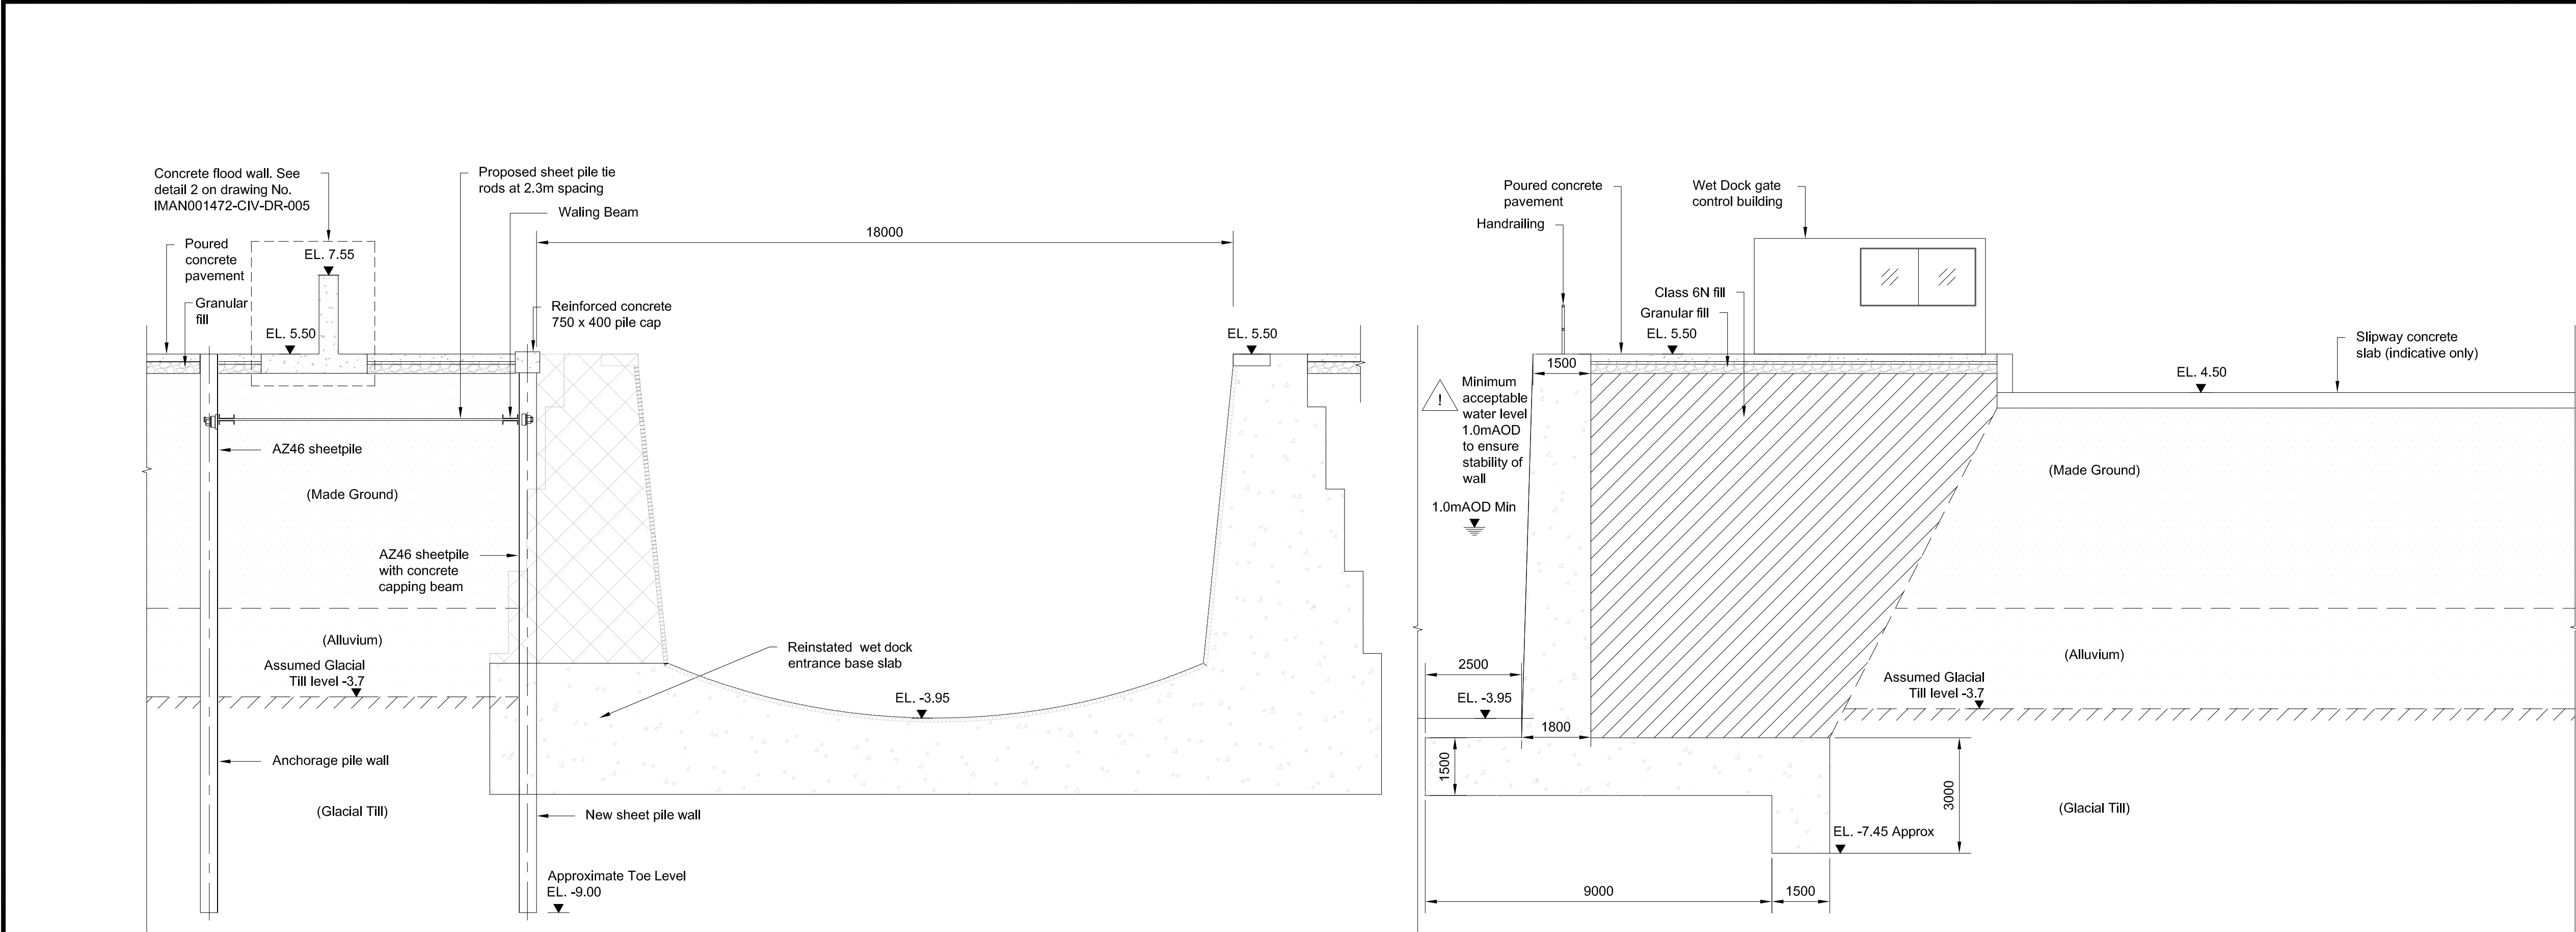 Concrete flood wall. See
detail 2 on drawing No.
IMAN001472-CIV-DR-005
Proposed sheet pile tie
rods at 2.3m spacing
Waling Beam
18000
Poured
concrete
pavement
EL. 7.55
Granular
fill
EL. 5.50
Reinforced concrete
750 x 400 pile cap
EL. 5.50
AZ46 sheetpile
(Made Ground)
AZ46 sheetpile
with concrete
capping beam
(Alluvium)
Assumed Glacial
Till level -3.7
Reinstated wet dock
entrance base slab
EL. -3.95
Anchorage pile wall
(Glacial Till)
New sheet pile wall
Approximate Toe Level
EL. -9.00
Poured concrete
pavement
Handrailing
Wet Dock gate
control building
Class 6N fill
Granular fill
EL. 5.50
Slipway concrete
slab (indicative only)
EL. 4.50
1500
!
Minimum
acceptable
water level
1.0mAOD
to ensure
stability of
wall
1.0mAOD Min
(Made Ground)
(Alluvium)
2500
EL. -3.95
Assumed Glacial
Till level -3.7
1800
1500
3000
(Glacial Till)
EL. -7.45 Approx
9000
1500